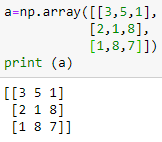 a=np.array([[3,5,1],
[2,1,8],
[1,8,7]])
print (a)
[[3 5 1]
[2 1 8]
[1 8 7]]